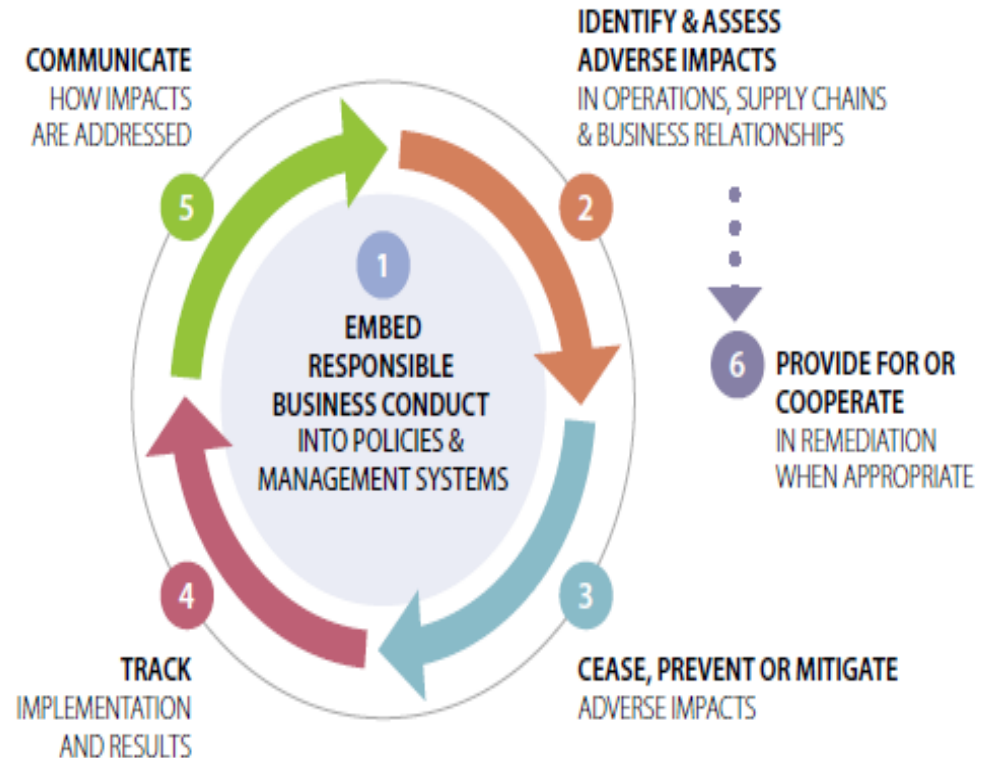 1
EMBED
RESPONSIBLE
BUSINESS CONDUCT
INTO POLICIES &
MANAGEMENT SYSTEMS
2
IDENTIFY & ASSESS
ADVERSE IMPACTS
IN OPERATIONS, SUPPLY CHAINS
& BUSINESS RELATIONSHIPS
3
CEASE, PREVENT OR MITIGATE
ADVERSE IMPACTS
4
TRACK
IMPLEMENTATION
AND RESULTS
5
COMMUNICATE
HOW IMPACTS
ARE ADDRESSED
6
PROVIDE FOR OR
COOPERATE
IN REMEDIATION
WHEN APPROPRIATE